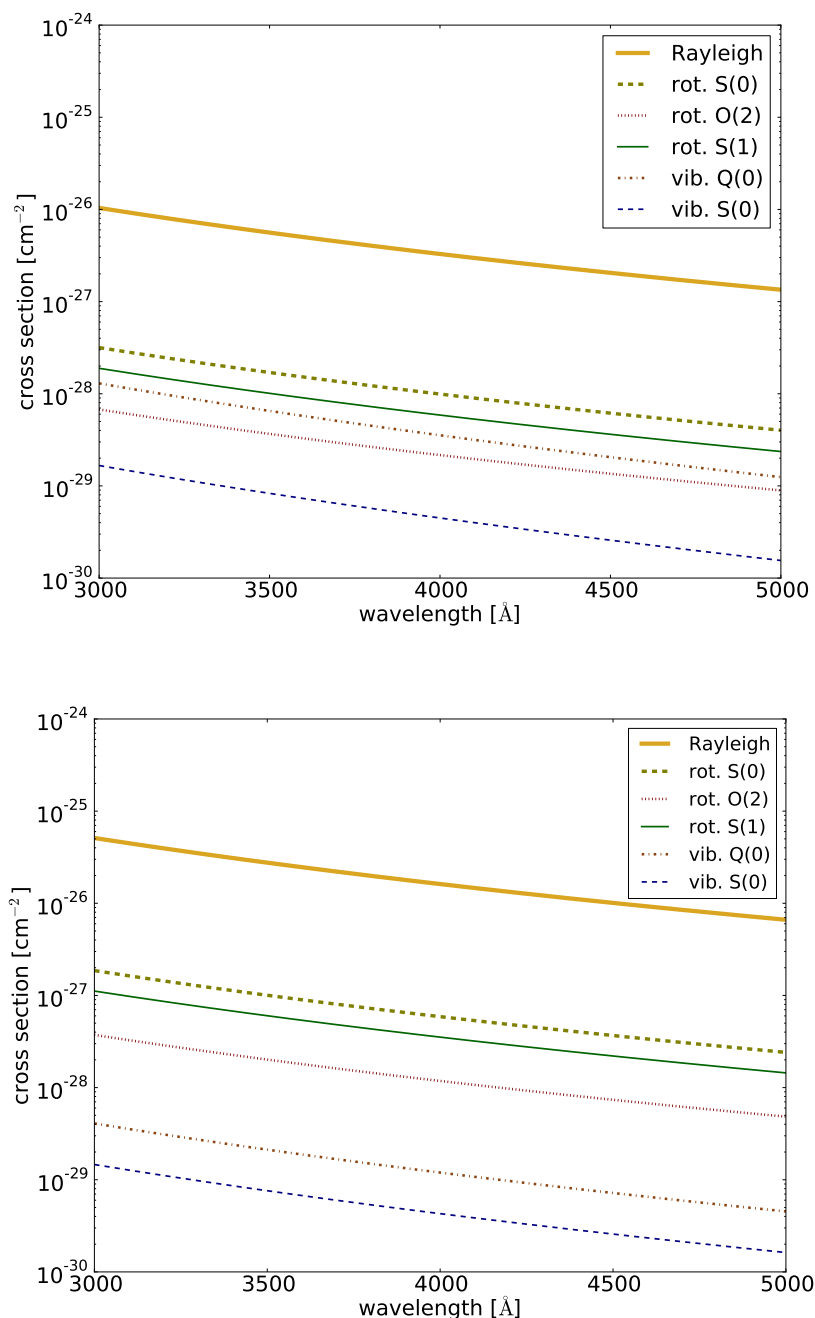 10^-24
10^-25
10^-26
10^-27
10^-28
10^-29
10^-30
cross section [cm^-2 ]
Rayleigh
rot. S(0)
rot. O(2)
rot. S(1)
vib. Q(0)
vib. S(0)
3000 3500 4000 4500 5000
wavelength [Å]
10^-24
10^-25
10^-26
10^-27
10^-28
10^-29
10^-30
cross section [cm^-2 ]
Rayleigh
rot. S(0)
rot. O(2)
rot. S(1)
vib. Q(0)
vib. S(0)
3000 3500 4000 4500 5000
wavelength [Å]